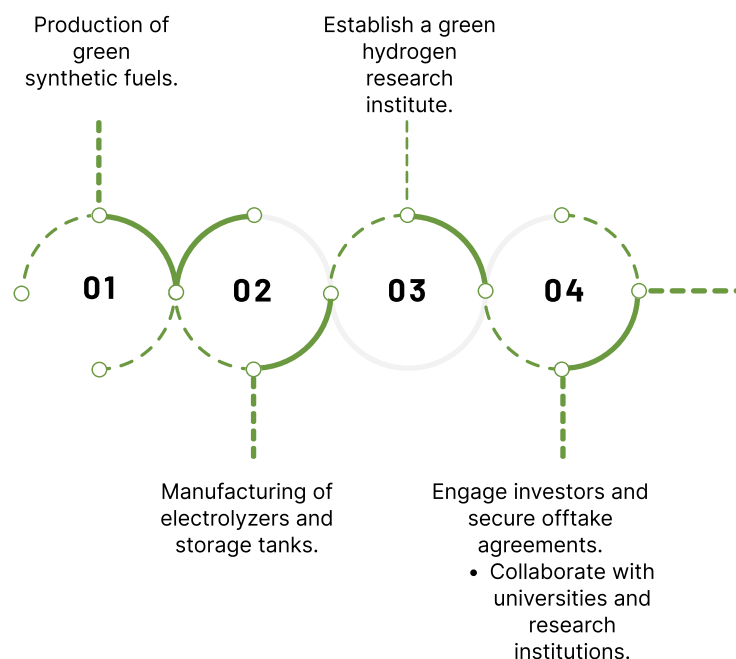 Production of
green
synthetic fuels.
Establish a green
hydrogen
research
institute.
01
02
03
04
Manufacturing of
electrolyzers and
storage tanks.
Engage investors and
secure offtake
agreements.
• Collaborate with
universities and
research
institutions.